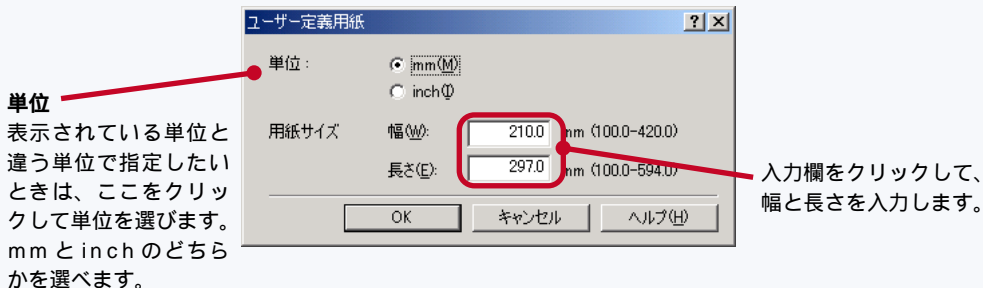 ユーザー定義用紙
単位:
mm(M)
inch(I)
用紙サイズ
幅(W):
210.0
mm (100.0-420.0)
長さ(E):
297.0
mm (100.0-594.0)
OK
キャンセル
ヘルプ(H)
単位
表示されている単位と
違う単位で指定したい
ときは、ここをクリッ
クして単位を選びます。
mmとinchのどちら
かを選べます。
入力欄をクリックして、
幅と長さを入力します。